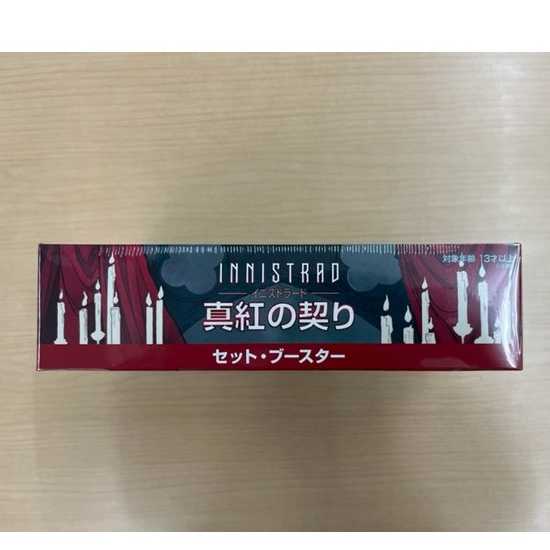 対象年齢 13才以上
INNISTRAD
イニストラード
真紅の契り
セット・ブースター